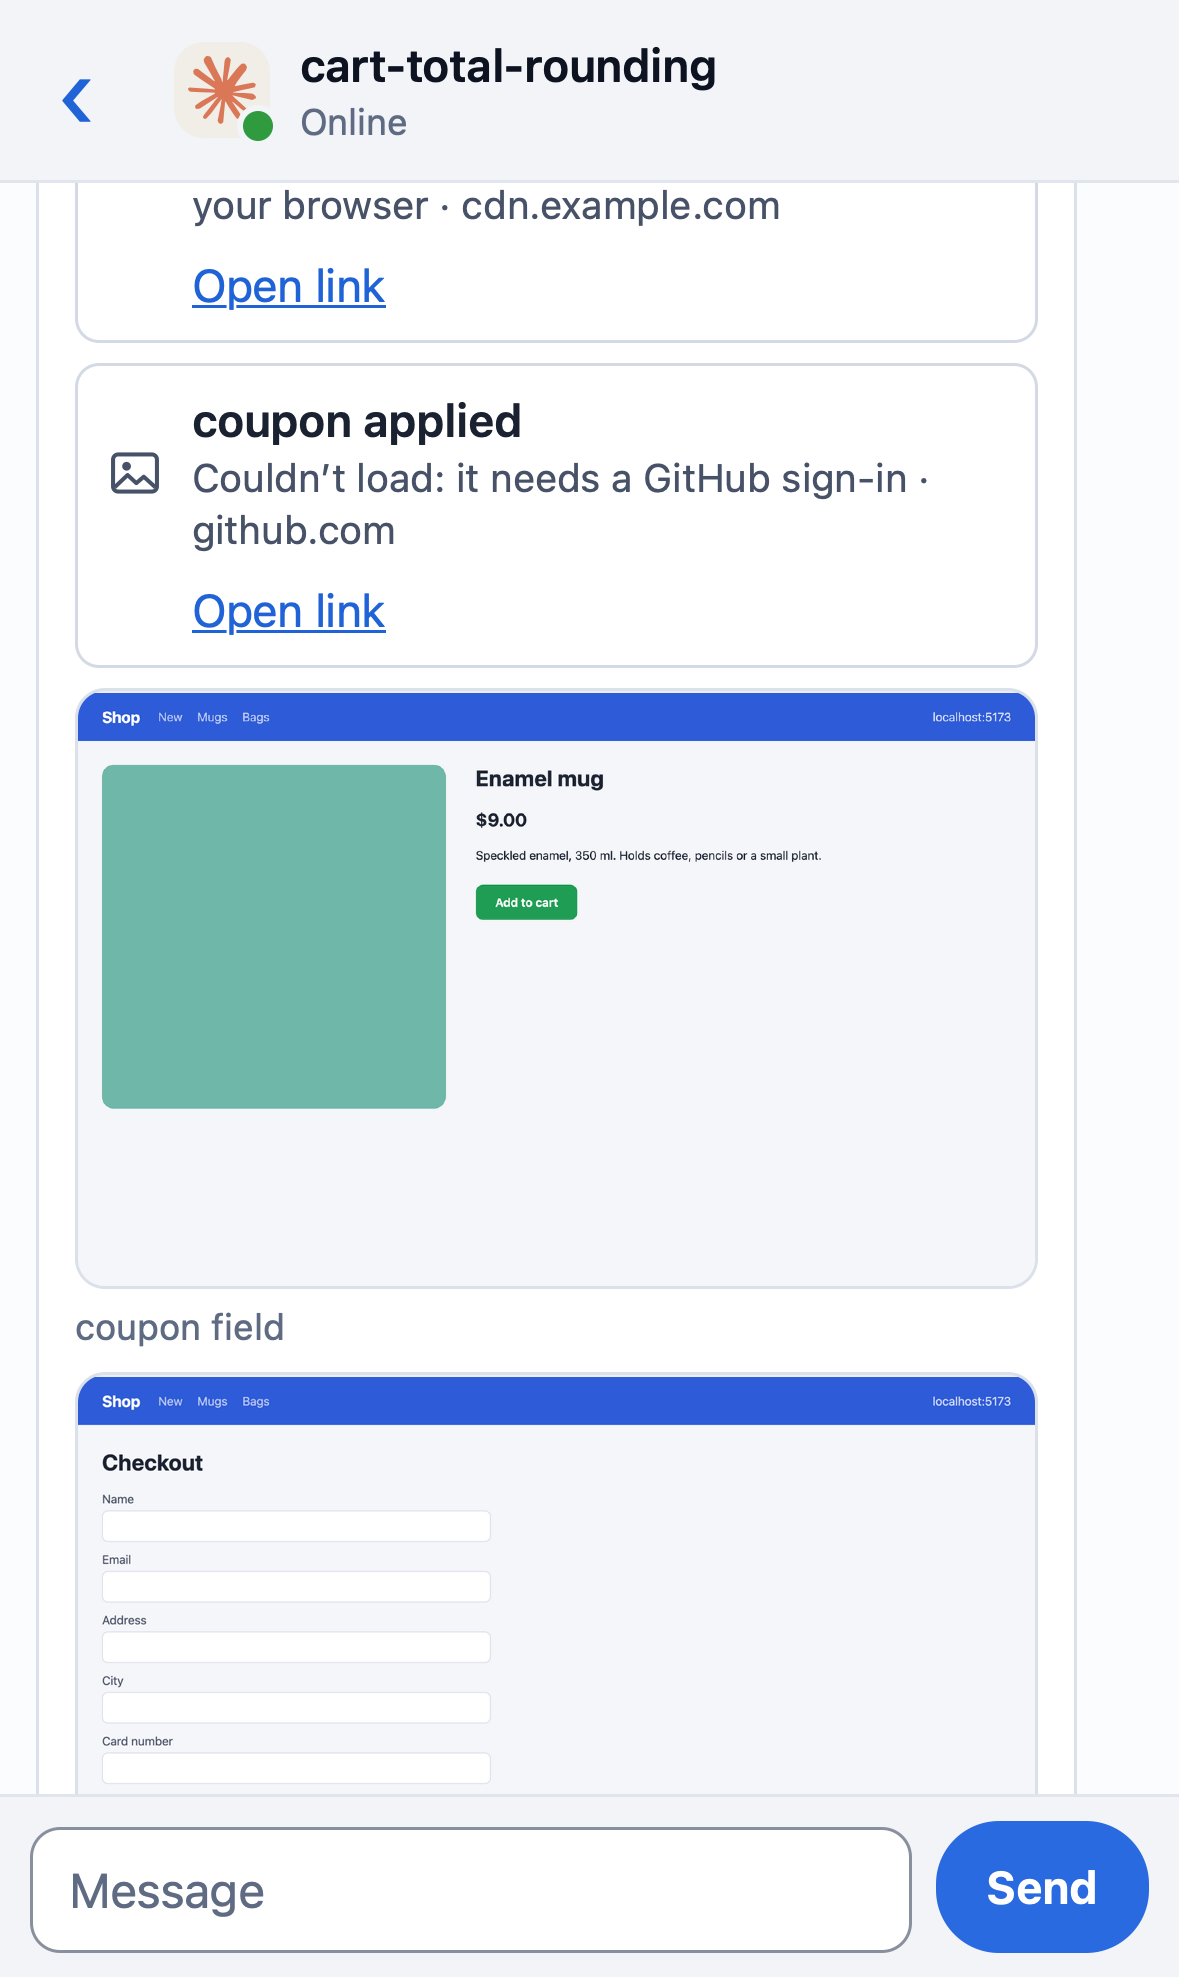 cart-total-rounding
Online
your browser · cdn.example.com
Open link
coupon applied
Couldn’t load: it needs a GitHub sign-in ·
github.com
Open link
Shop New Mugs Bags localhost:5173
Enamel mug
$9.00
Speckled enamel, 350 ml. Holds coffee, pencils or a small plant.
Add to cart
coupon field
Shop New Mugs Bags localhost:5173
Checkout
Name
Email
Address
City
Card number
Message
Send